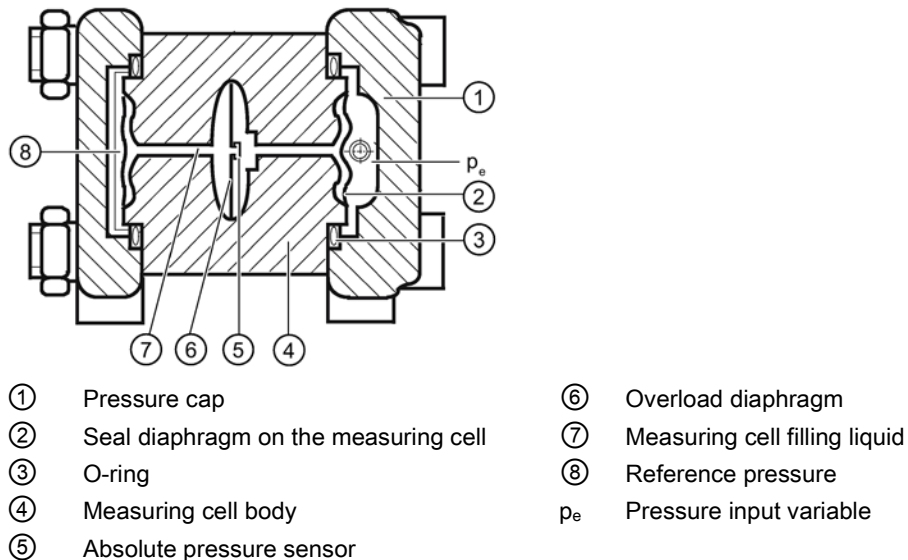 ①
⑧
pₑ
②
③
⑦ ⑥ ⑤ ④
① Pressure cap
② Seal diaphragm on the measuring cell
③ O-ring
④ Measuring cell body
⑤ Absolute pressure sensor
⑥ Overload diaphragm
⑦ Measuring cell filling liquid
⑧ Reference pressure
pₑ Pressure input variable